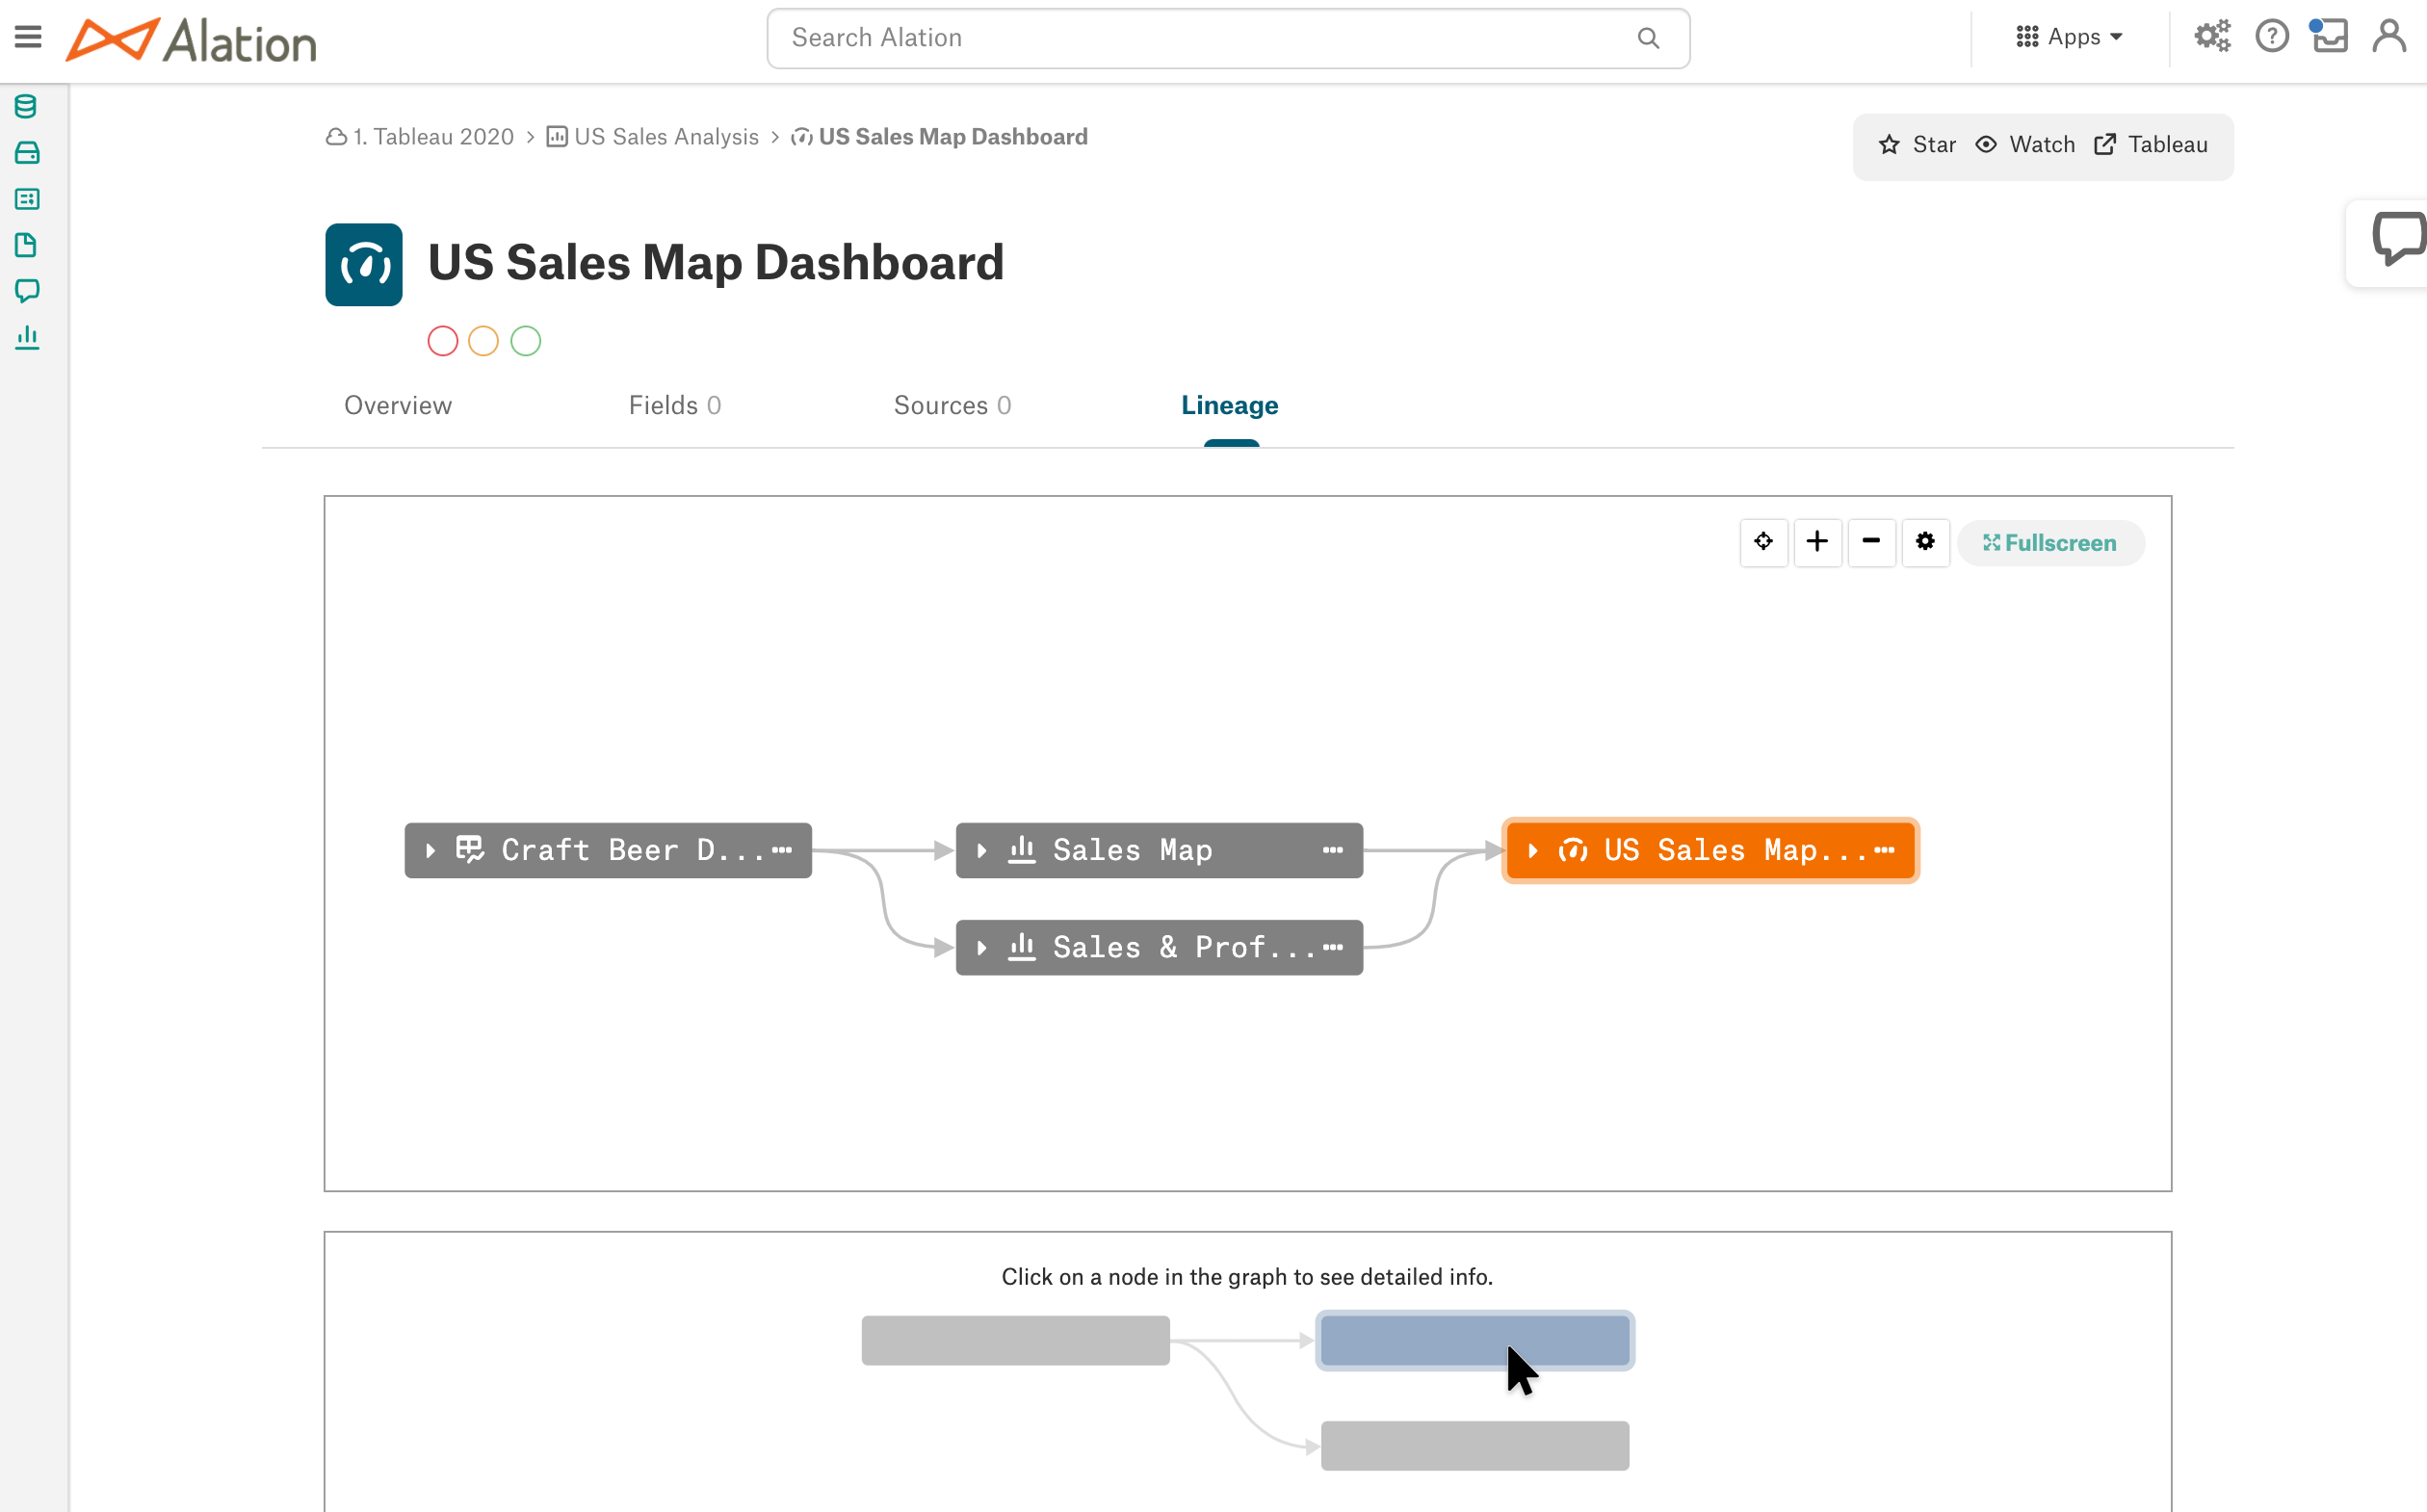 Alation
Search Alation
Apps
1. Tableau 2020 > US Sales Analysis > US Sales Map Dashboard
Star Watch Tableau
US Sales Map Dashboard
Overview Fields 0 Sources 0 Lineage
Fullscreen
Craft Beer D... Sales Map US Sales Map...
Sales & Prof...
Click on a node in the graph to see detailed info.